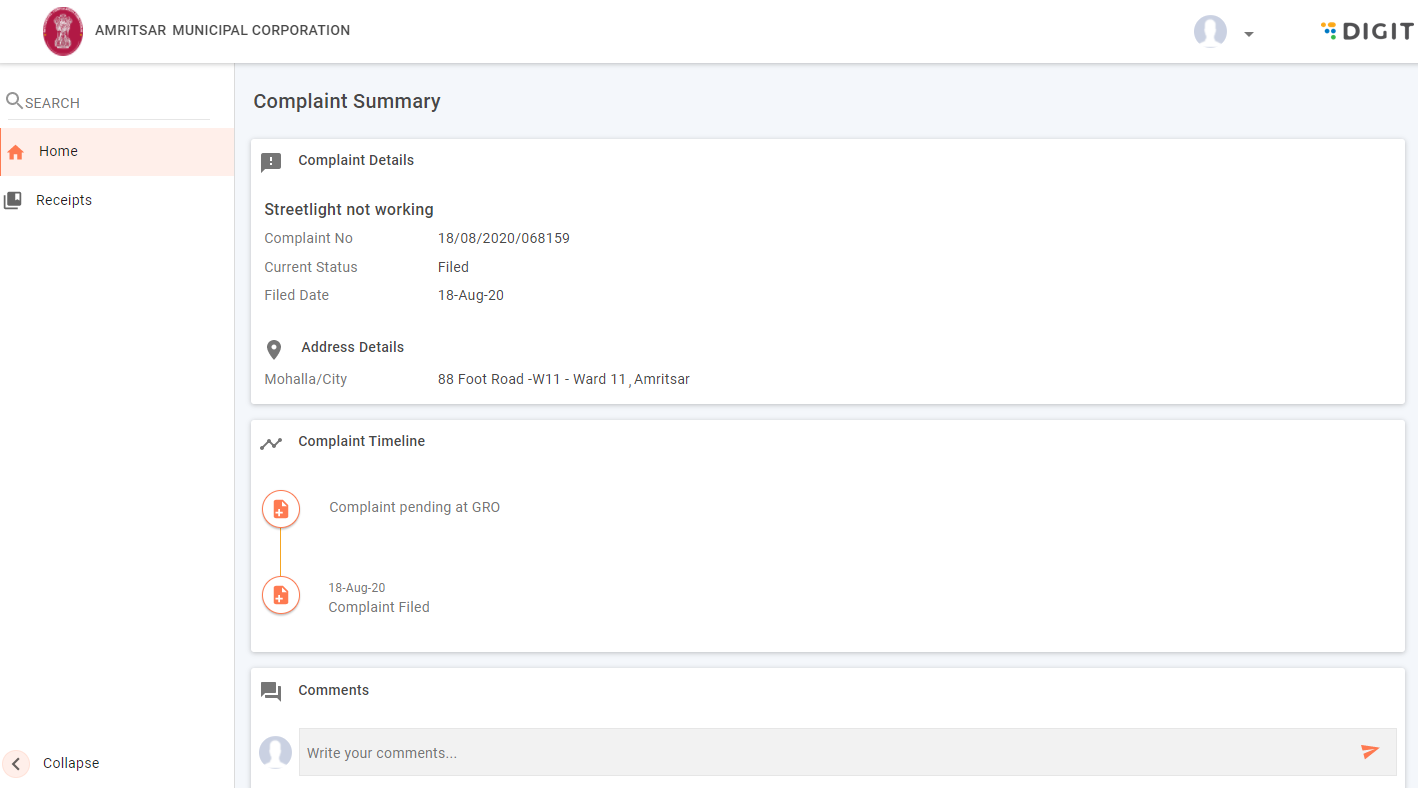 AMRITSAR MUNICIPAL CORPORATION
DIGIT
SEARCH
Home
Receipts
Complaint Summary
Complaint Details
Streetlight not working
Complaint No 18/08/2020/068159
Current Status Filed
Filed Date 18-Aug-20
Address Details
Mohalla/City 88 Foot Road -W11 - Ward 11 , Amritsar
Complaint Timeline
Complaint pending at GRO
18-Aug-20
Complaint Filed
Comments
Write your comments...
Collapse